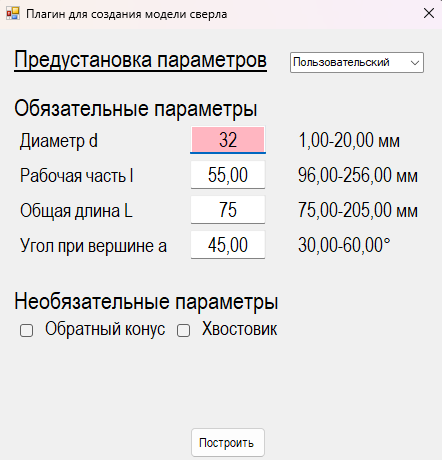 Плагин для создания модели сверла
Предустановка параметров Пользовательский
Обязательные параметры
Диаметр d 32 1,00-20,00 мм
Рабочая часть l 55,00 96,00-256,00 мм
Общая длина L 75 75,00-205,00 мм
Угол при вершине a 45,00 30,00-60,00°
Необязательные параметры
Обратный конус Хвостовик
Построить